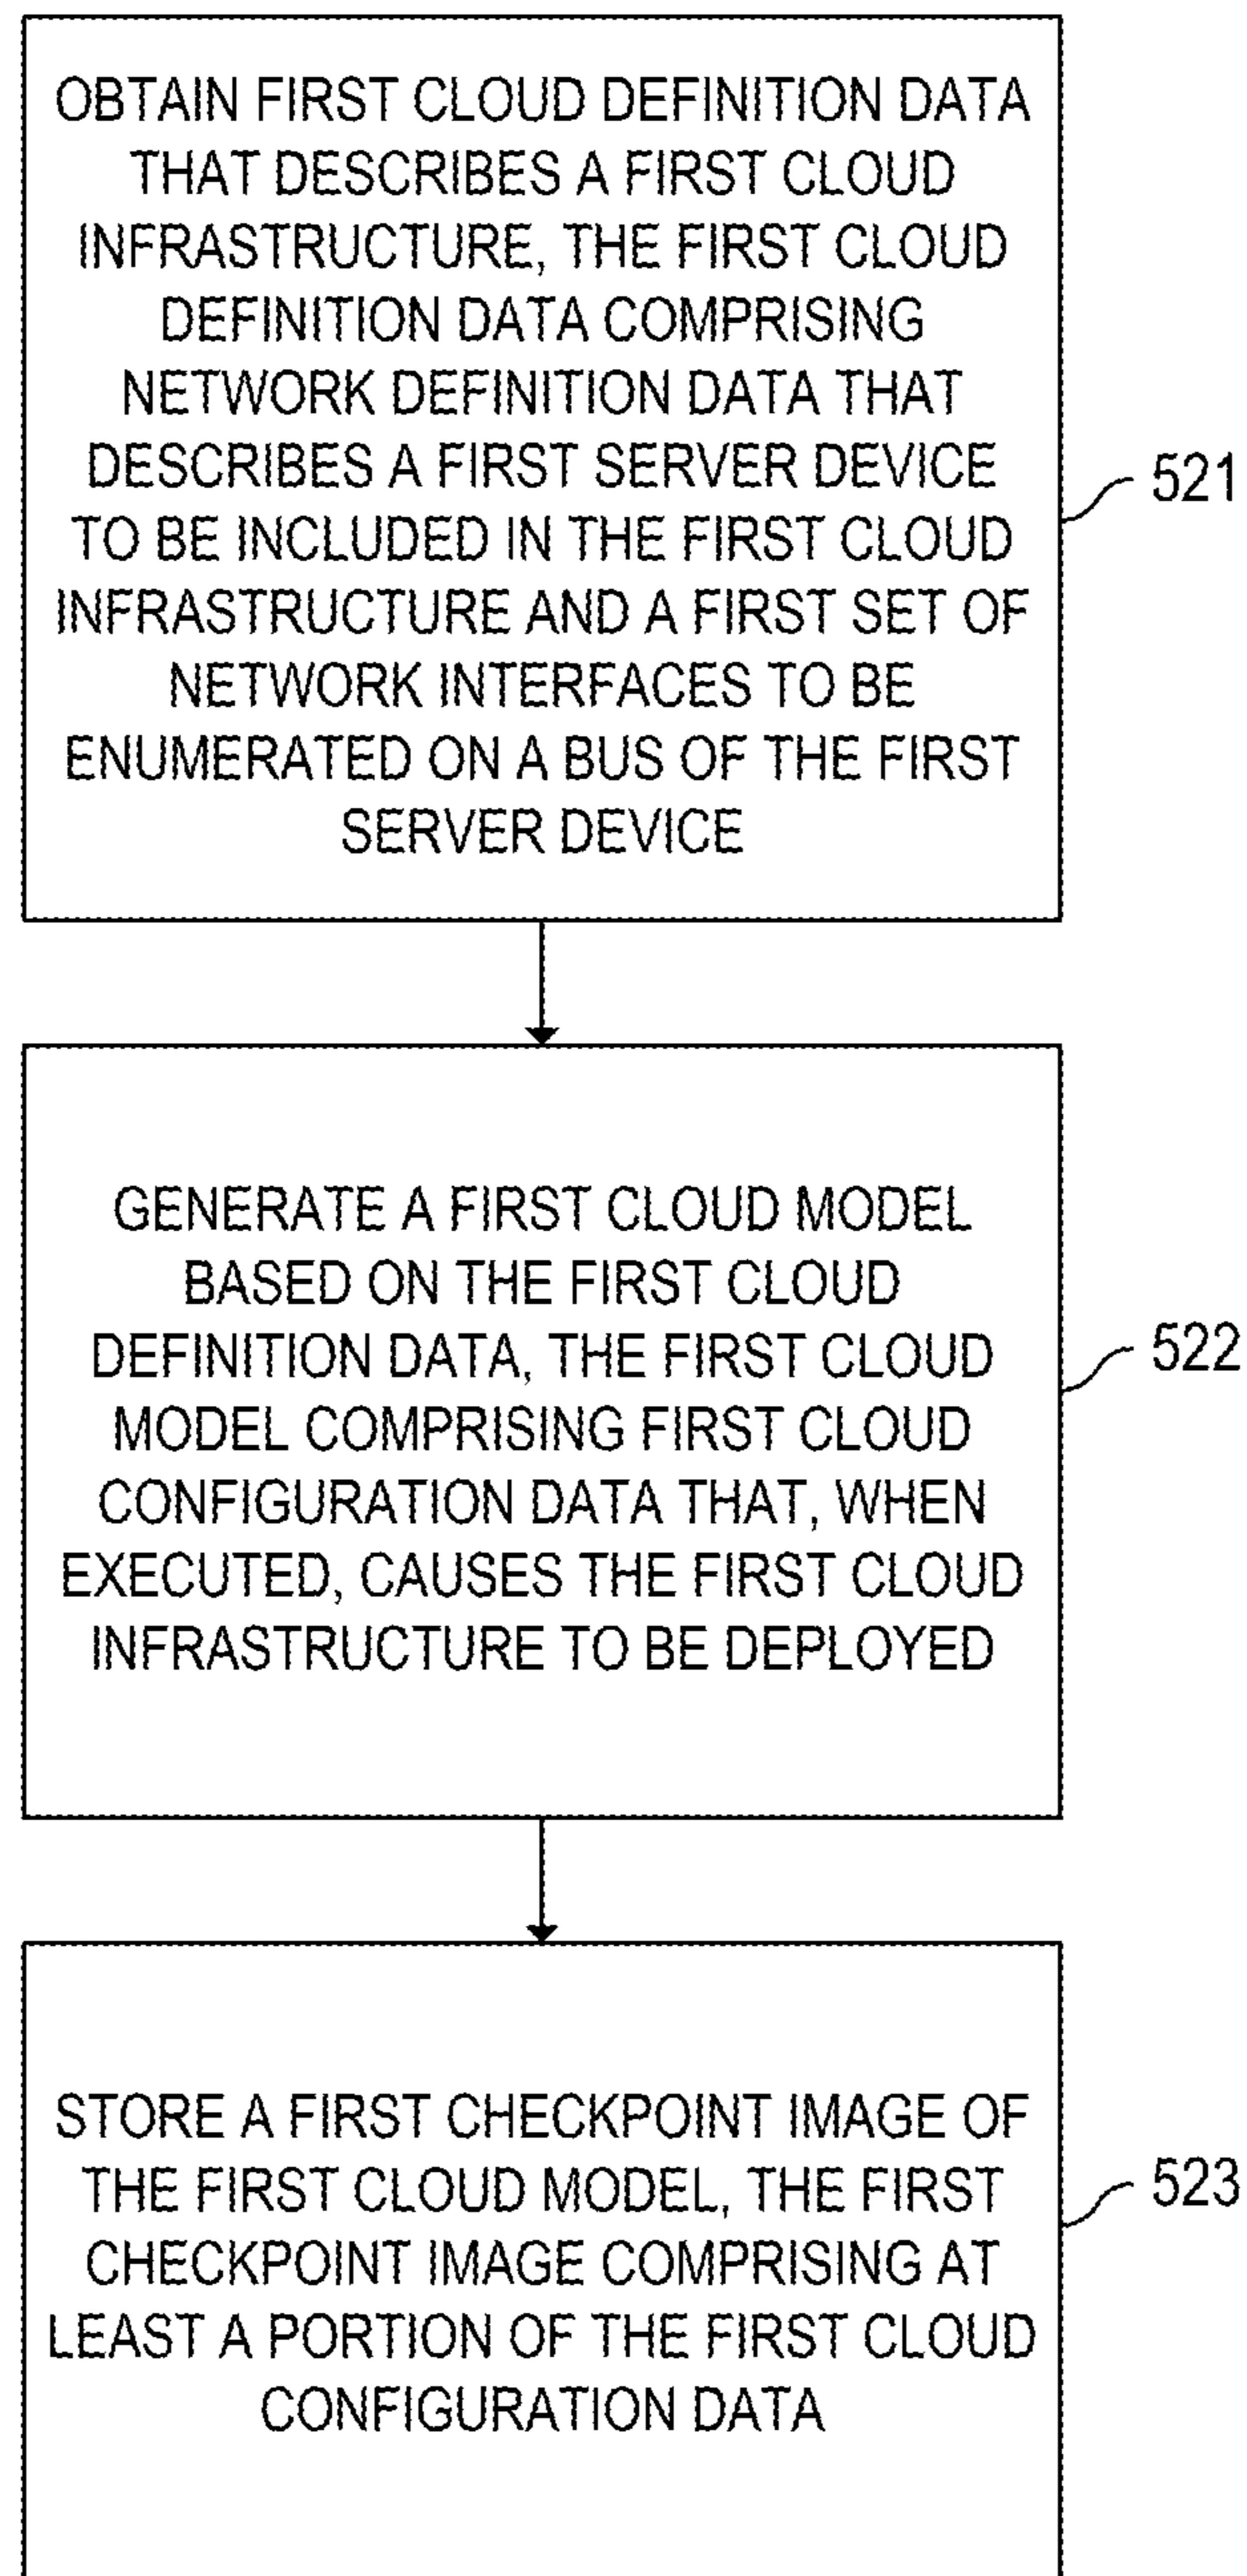 OBTAIN FIRST CLOUD DEFINITION DATA
THAT DESCRIBES A FIRST CLOUD
INFRASTRUCTURE, THE FIRST CLOUD
DEFINITION DATA COMPRISING
NETWORK DEFINITION DATA THAT
DESCRIBES A FIRST SERVER DEVICE
TO BE INCLUDED IN THE FIRST CLOUD
INFRASTRUCTURE AND A FIRST SET OF
NETWORK INTERFACES TO BE
ENUMERATED ON A BUS OF THE FIRST
SERVER DEVICE
521
GENERATE A FIRST CLOUD MODEL
BASED ON THE FIRST CLOUD
DEFINITION DATA, THE FIRST CLOUD
MODEL COMPRISING FIRST CLOUD
CONFIGURATION DATA THAT, WHEN
EXECUTED, CAUSES THE FIRST CLOUD
INFRASTRUCTURE TO BE DEPLOYED
522
STORE A FIRST CHECKPOINT IMAGE OF
THE FIRST CLOUD MODEL, THE FIRST
CHECKPOINT IMAGE COMPRISING AT
LEAST A PORTION OF THE FIRST CLOUD
CONFIGURATION DATA
523